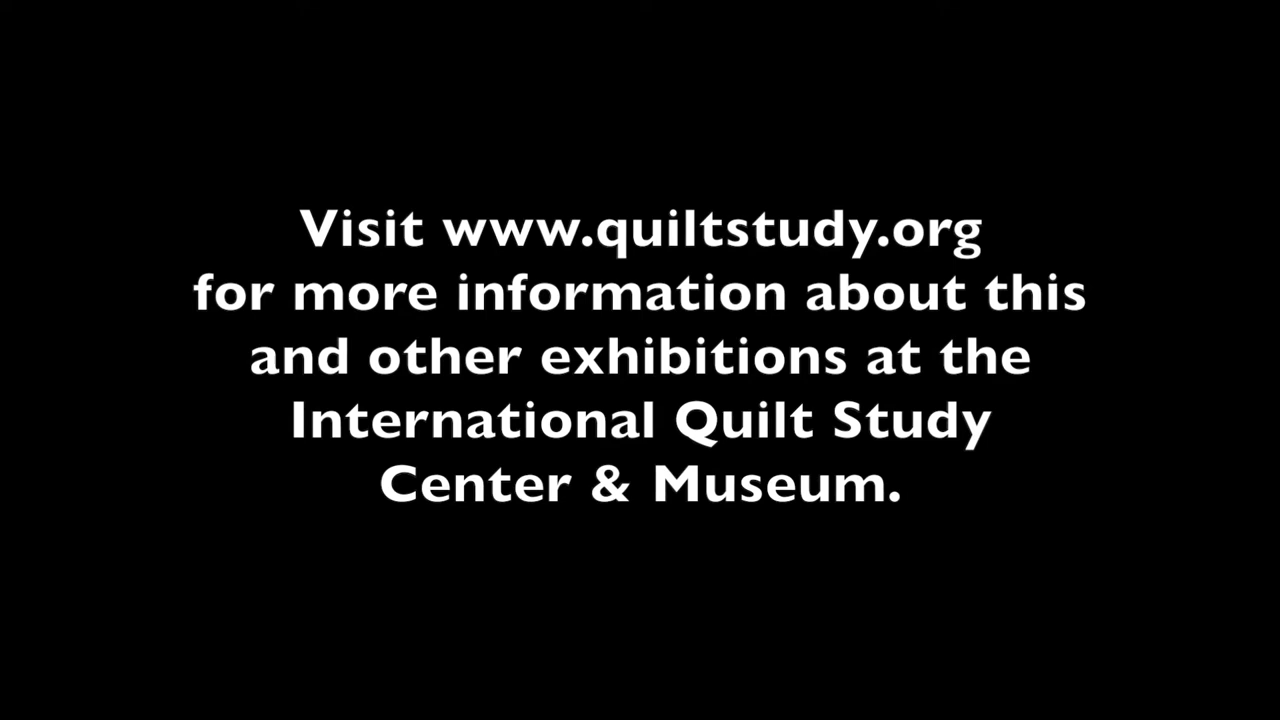 Visit www.quiltstudy.org
for more information about this
and other exhibitions at the
International Quilt Study
Center & Museum.